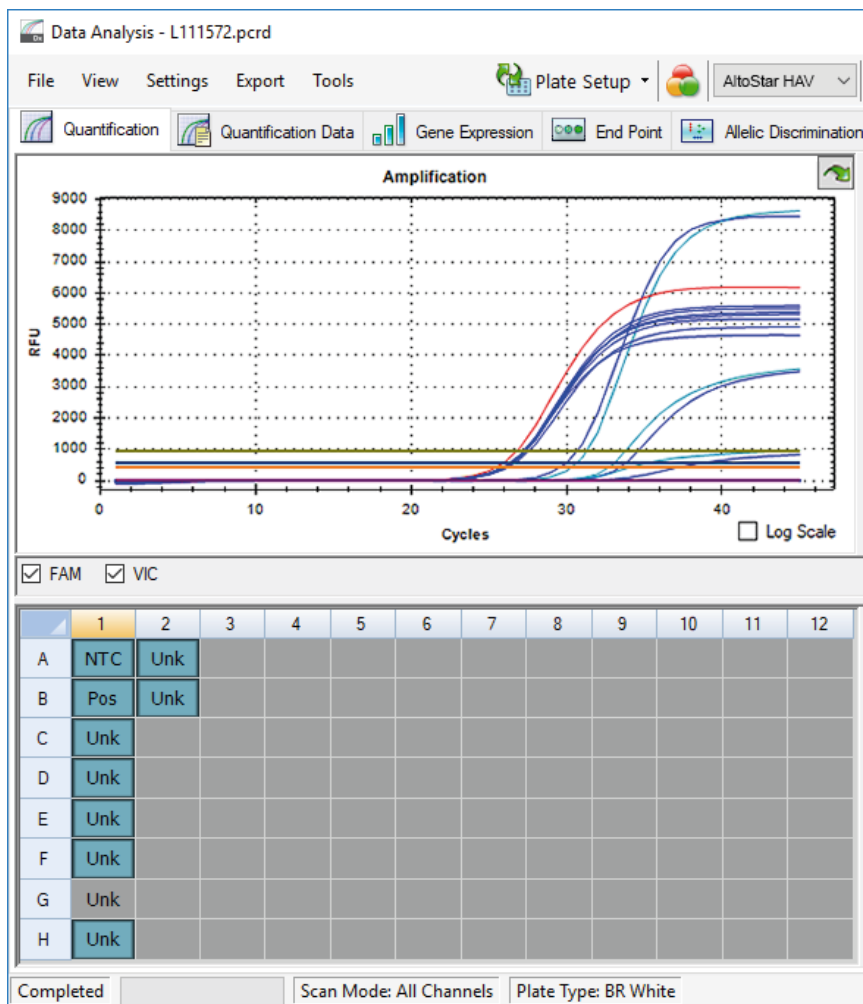 Data Analysis - L111572.pcrd
File View Settings Export Tools Plate Setup AltoStar HAV
Quantification Quantification Data Gene Expression End Point Allelic Discrimination
Amplification
9000
8000
7000
6000
5000
4000
3000
2000
1000
0
RFU
0 10 20 30 40
Cycles
Log Scale
FAM VIC
1 2 3 4 5 6 7 8 9 10 11 12
A NTC Unk
B Pos Unk
C Unk
D Unk
E Unk
F Unk
G Unk
H Unk
Completed Scan Mode: All Channels Plate Type: BR White